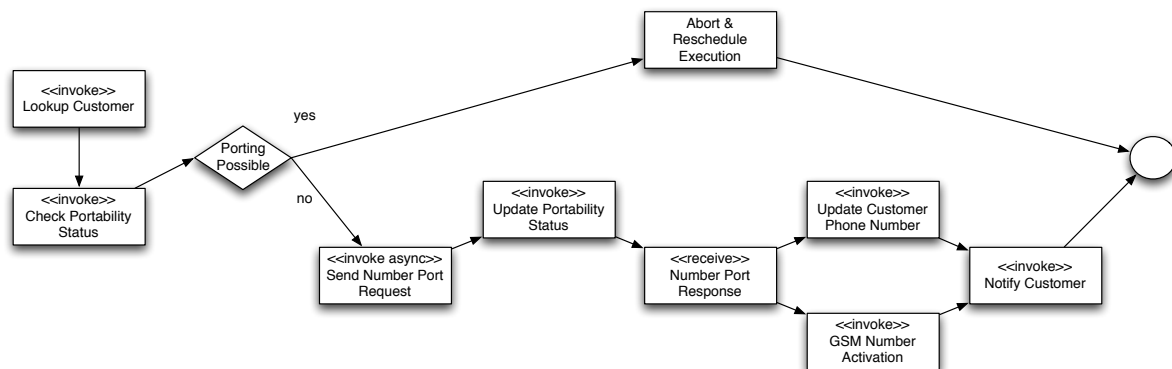 Abort &
Reschedule
Execution
<<invoke>>
Lookup Customer
yes
Porting
Possible
no
<<invoke>>
Check Portability
Status
<<invoke>>
Update Portability
Status
<<invoke>>
Update Customer
Phone Number
<<invoke async>>
Send Number Port
Request
<<receive>>
Number Port
Response
<<invoke>>
Notify Customer
<<invoke>>
GSM Number
Activation